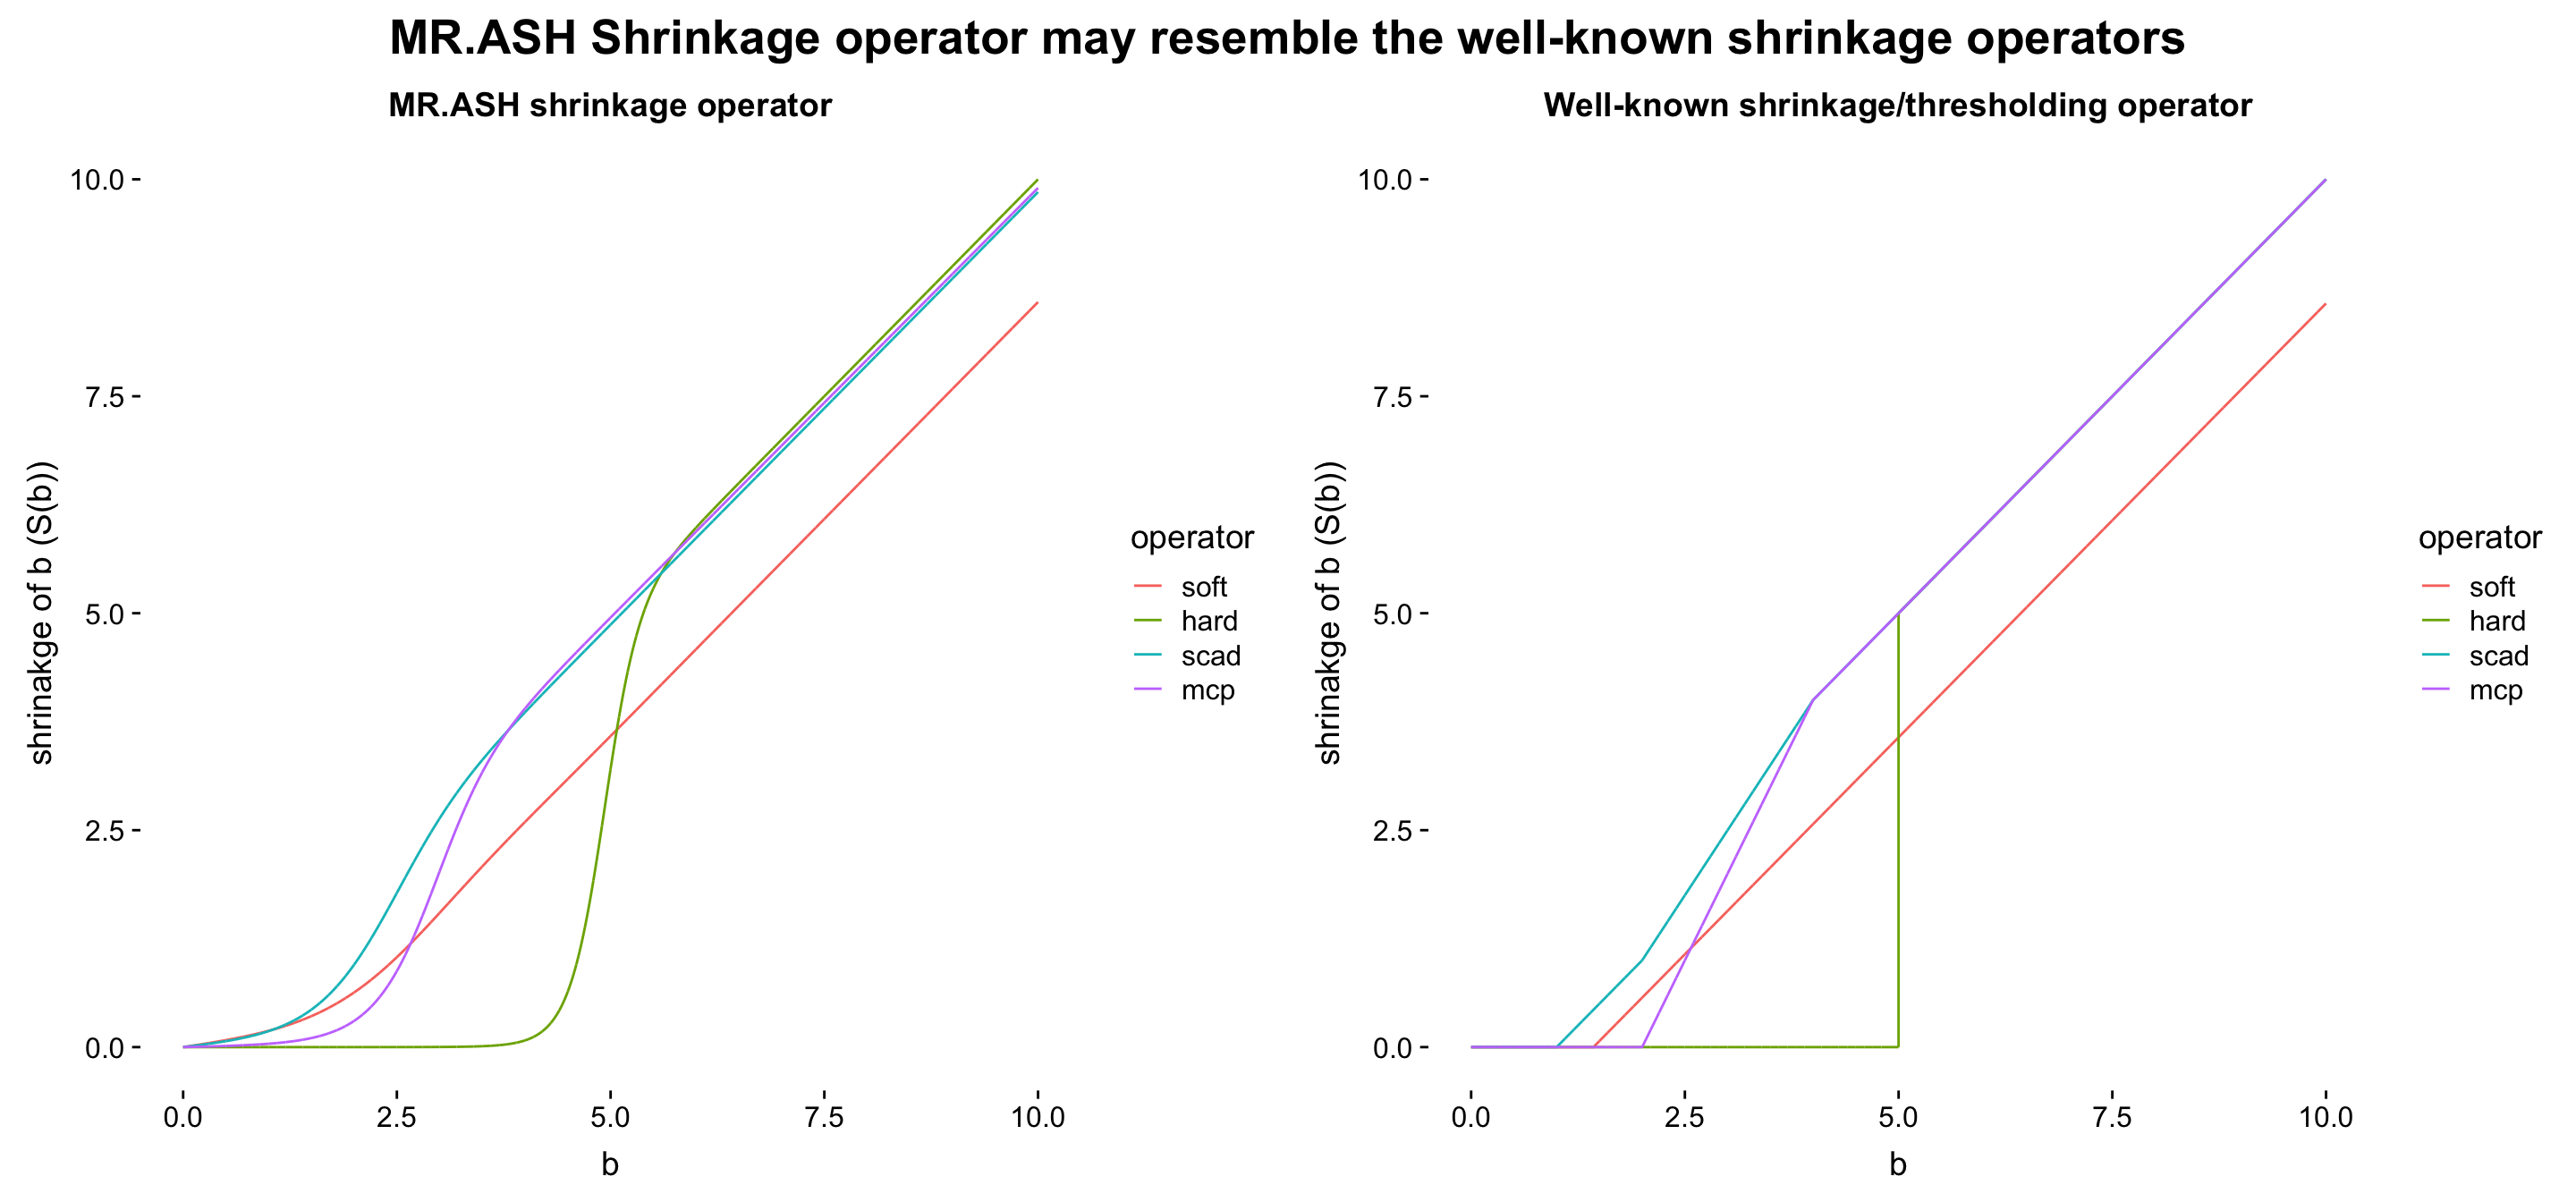 MR.ASH Shrinkage operator may resemble the well-known shrinkage operators
MR.ASH shrinkage operator
10.0
7.5
5.0
2.5
0.0
shrinakge of b (S(b))
0.0 2.5 5.0 7.5 10.0
b
operator
soft
hard
scad
mcp
Well-known shrinkage/thresholding operator
10.0
7.5
5.0
2.5
0.0
shrinakge of b (S(b))
0.0 2.5 5.0 7.5 10.0
b
operator
soft
hard
scad
mcp